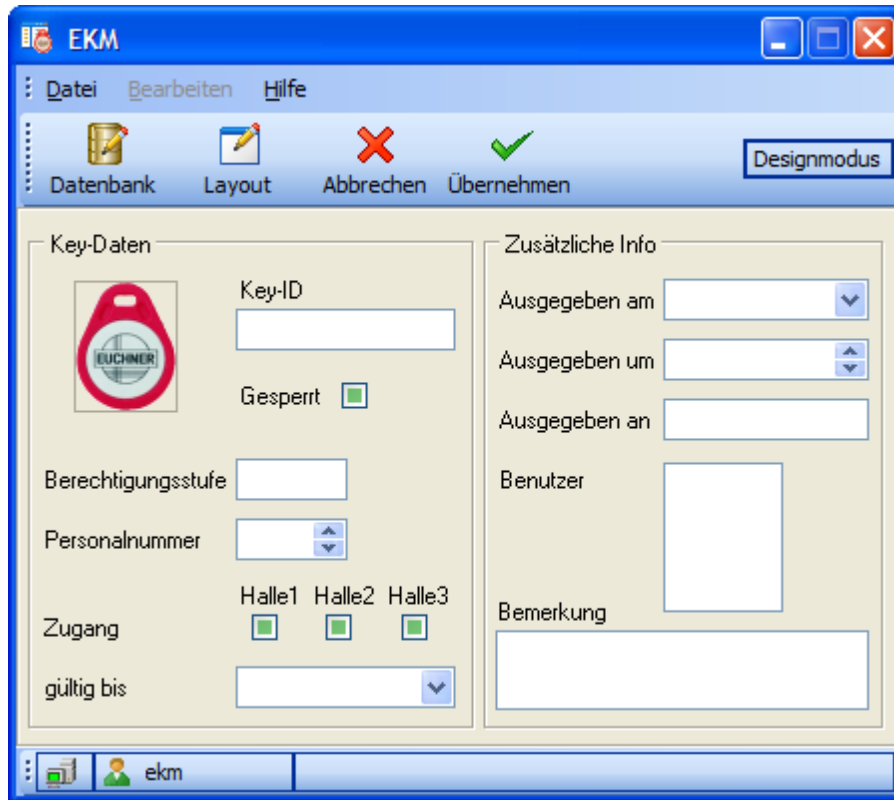 EKM
Datei Bearbeiten Hilfe
Datenbank Layout Abbrechen Übernehmen Designmodus
Key-Daten
EUCHNER
Key-ID
Gesperrt
Berechtigungsstufe
Personalnummer
Halle1 Halle2 Halle3
Zugang
gültig bis
Zusätzliche Info
Ausgegeben am
Ausgegeben um
Ausgegeben an
Benutzer
Bemerkung
ekm